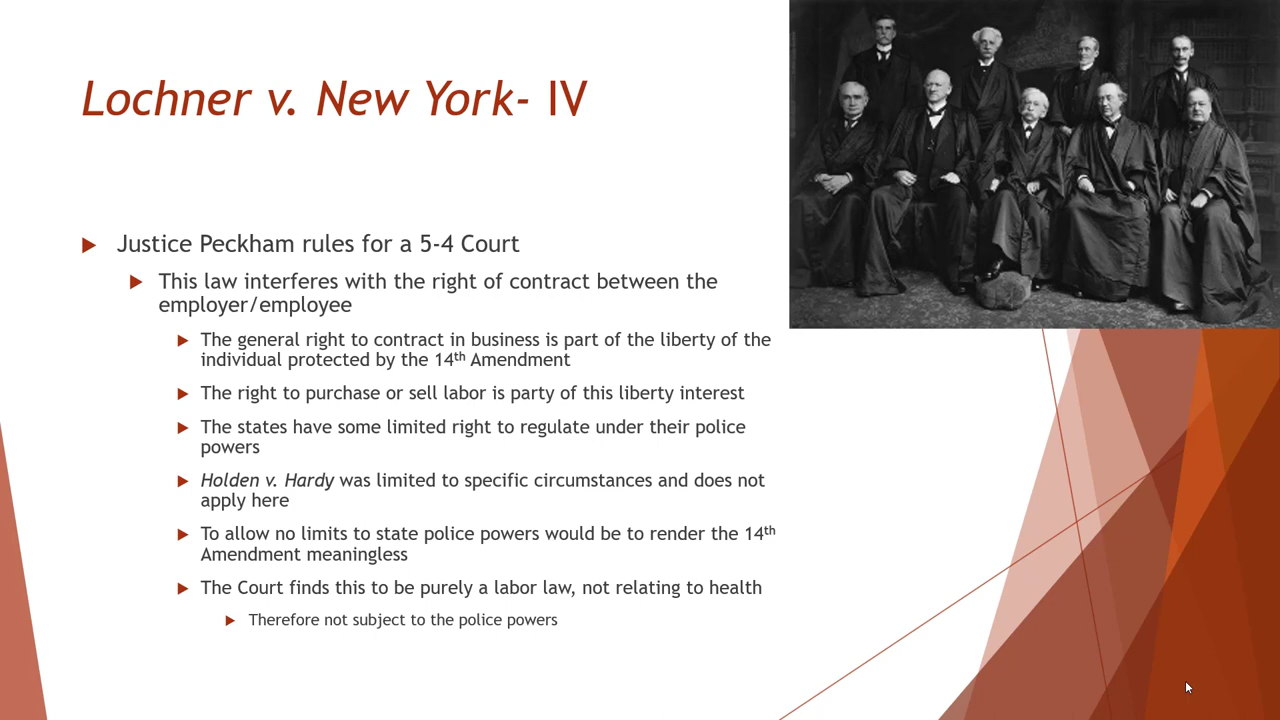 Lochner v. New York- IV
Justice Peckham rules for a 5-4 Court
This law interferes with the right of contract between the
employer/employee
The general right to contract in business is part of the liberty of the
individual protected by the 14th Amendment
The right to purchase or sell labor is party of this liberty interest
The states have some limited right to regulate under their police
powers
Holden v. Hardy was limited to specific circumstances and does not
apply here
To allow no limits to state police powers would be to render the 14th
Amendment meaningless
The Court finds this to be purely a labor law, not relating to health
Therefore not subject to the police powers